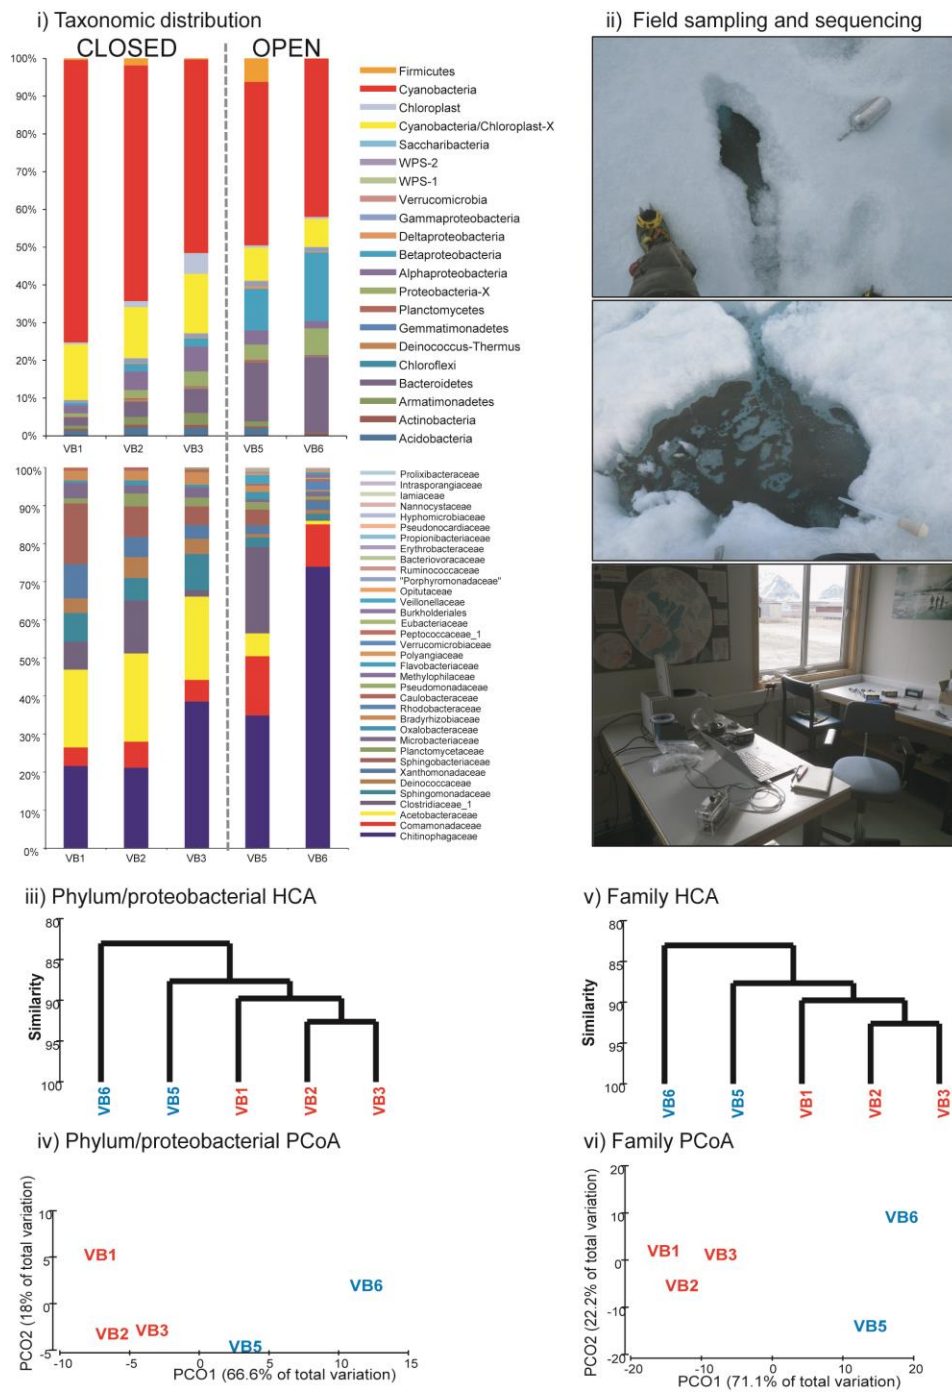 i) Taxonomic distribution
CLOSED OPEN
100%
90%
80%
70%
60%
50%
40%
30%
20%
10%
0%
VB1 VB2 VB3 VB5 VB6
Firmicutes
Cyanobacteria
Chloroplast
Cyanobacteria/Chloroplast-X
Saccharibacteria
WPS-2
WPS-1
Verrucomicrobia
Gammaproteobacteria
Deltaproteobacteria
Betaproteobacteria
Alphaproteobacteria
Proteobacteria-X
Planctomycetes
Gemmatimonadetes
Deinococcus-Thermus
Chloroflexi
Bacteroidetes
Armatimonadetes
Actinobacteria
Acidobacteria
100%
90%
80%
70%
60%
50%
40%
30%
20%
10%
0%
VB1 VB2 VB3 VB5 VB6
Prolixibacteraceae
Intrasporangiaceae
Iamiaceae
Nannocystaceae
Hyphomicrobiaceae
Pseudonocardiaceae
Propionibacteriaceae
Erythrobacteraceae
Bacteriovoracaceae
Ruminococcaceae
"Porphyromonadaceae"
Opitutaceae
Veillonellaceae
Burkholderiales
Eubacteriaceae
Peptococcaceae_1
Verrucomicrobiaceae
Polyangiaceae
Flavobacteriaceae
Methylophilaceae
Pseudomonadaceae
Caulobacteraceae
Rhodobacteraceae
Bradyrhizobiaceae
Oxalobacteraceae
Microbacteriaceae
Planctomycetaceae
Sphingobacteriaceae
Xanthomonadaceae
Deinococcaceae
Sphingomonadaceae
Clostridiaceae_1
Acetobacteraceae
Comamonadaceae
Chitinophagaceae
ii) Field sampling and sequencing
iii) Phylum/proteobacterial HCA
Similarity
80
85
90
95
100
VB6 VB5 VB1 VB2 VB3
v) Family HCA
Similarity
80
85
90
95
100
VB6 VB5 VB1 VB2 VB3
iv) Phylum/proteobacterial PCoA
PCO2 (18% of total variation)
10
5
0
-5
VB1
VB6
VB2 VB3
VB5
-10 -5 0 5 10 15
PCO1 (66.6% of total variation)
vi) Family PCoA
PCO2 (22.2% of total variation)
20
10
0
-10
-20
VB6
VB1 VB3
VB2
VB5
-20 -10 0 10 20
PCO1 (71.1% of total variation)